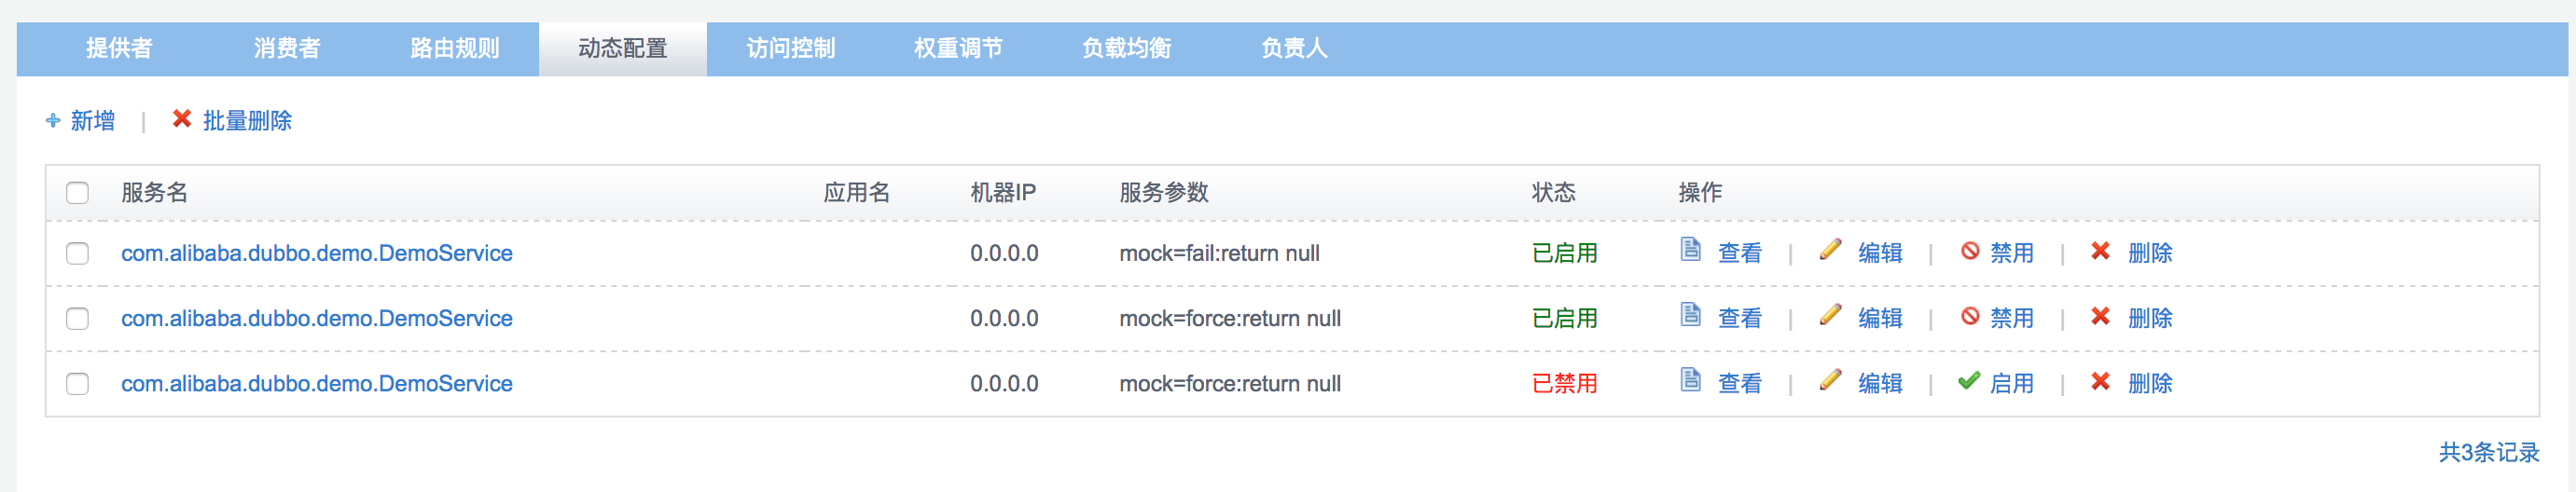 提供者 消费者 路由规则 动态配置 访问控制 权重调节 负载均衡 负责人
新增 | 批量删除
服务名 应用名 机器IP 服务参数 状态 操作
com.alibaba.dubbo.demo.DemoService 0.0.0.0 mock=fail:return null 已启用 查看 | 编辑 | 禁用 | 删除
com.alibaba.dubbo.demo.DemoService 0.0.0.0 mock=force:return null 已启用 查看 | 编辑 | 禁用 | 删除
com.alibaba.dubbo.demo.DemoService 0.0.0.0 mock=force:return null 已禁用 查看 | 编辑 | 启用 | 删除
共3条记录